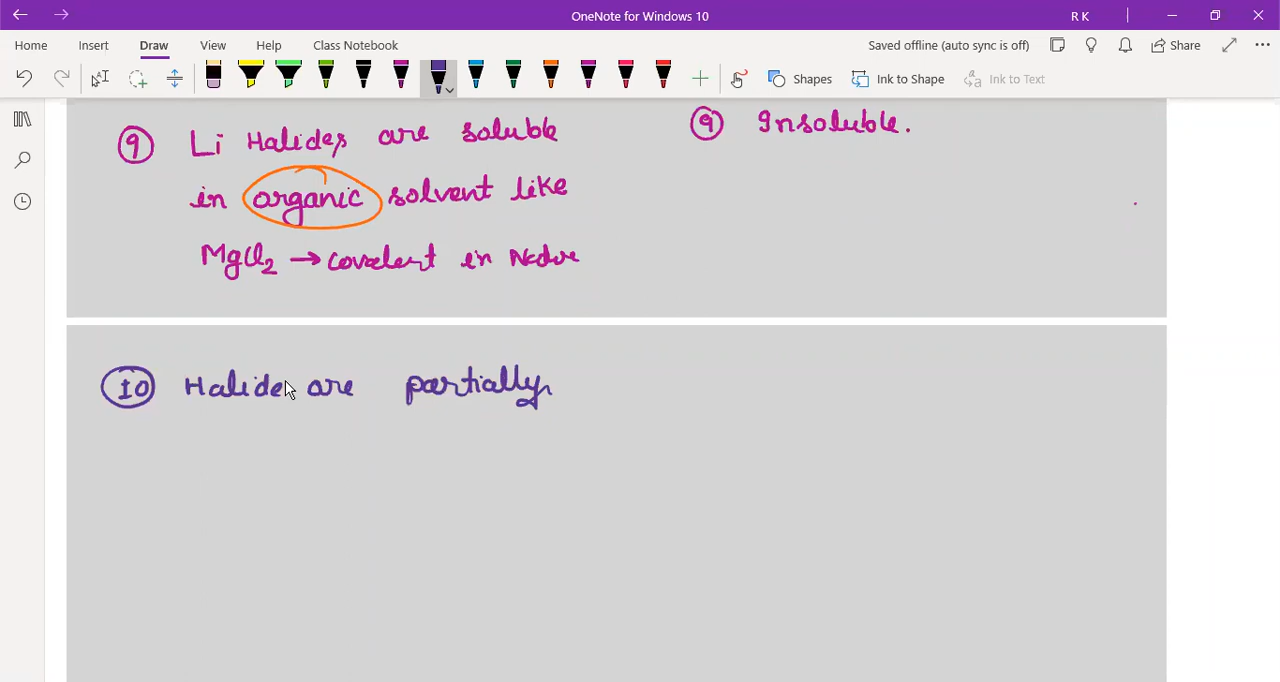 OneNote for Windows 10
R K
Home Insert Draw View Help Class Notebook
Saved offline (auto sync is off) Share
Shapes Ink to Shape Ink to Text
9 Li Halides are soluble
in organic solvent like
MgCl2 → covalent in Nature
9 Insoluble.
10 Halides are partially